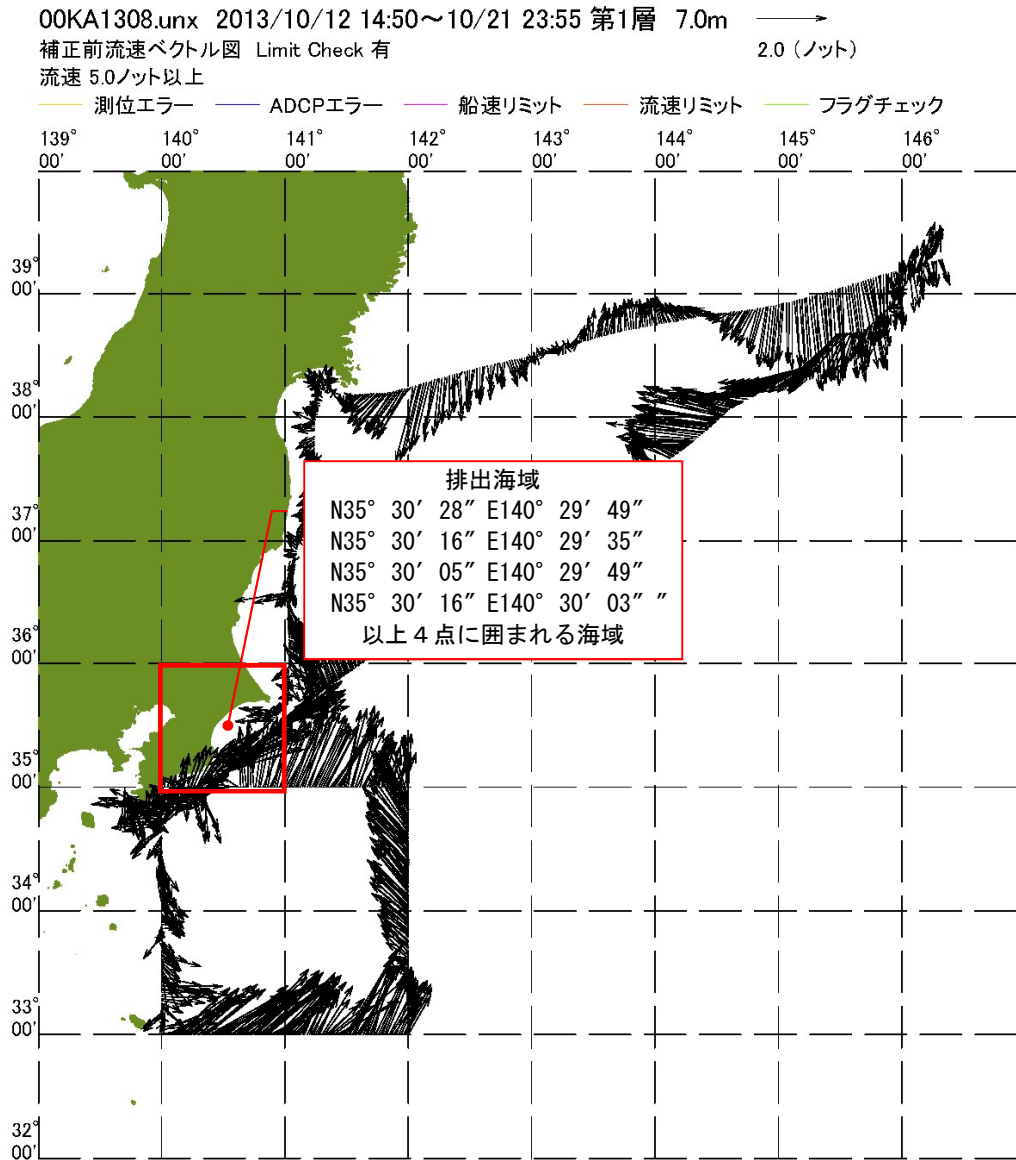 00KA1308.unx 2013/10/12 14:50～10/21 23:55 第1層 7.0m
補正前流速ベクトル図 Limit Check 有
2.0 (ノット)
流速 5.0ノット以上
測位エラー ADCPエラー 船速リミット 流速リミット フラグチェック
139° 140° 141° 142° 143° 144° 145° 146°
00′ 00′ 00′ 00′ 00′ 00′ 00′ 00′
39°
00′
38°
00′
排出海域
N35° 30′ 28″ E140° 29′ 49″
37°
00′
N35° 30′ 16″ E140° 29′ 35″
N35° 30′ 05″ E140° 29′ 49″
N35° 30′ 16″ E140° 30′ 03″ ″
以上４点に囲まれる海域
36°
00′
35°
00′
34°
00′
33°
00′
32°
00′